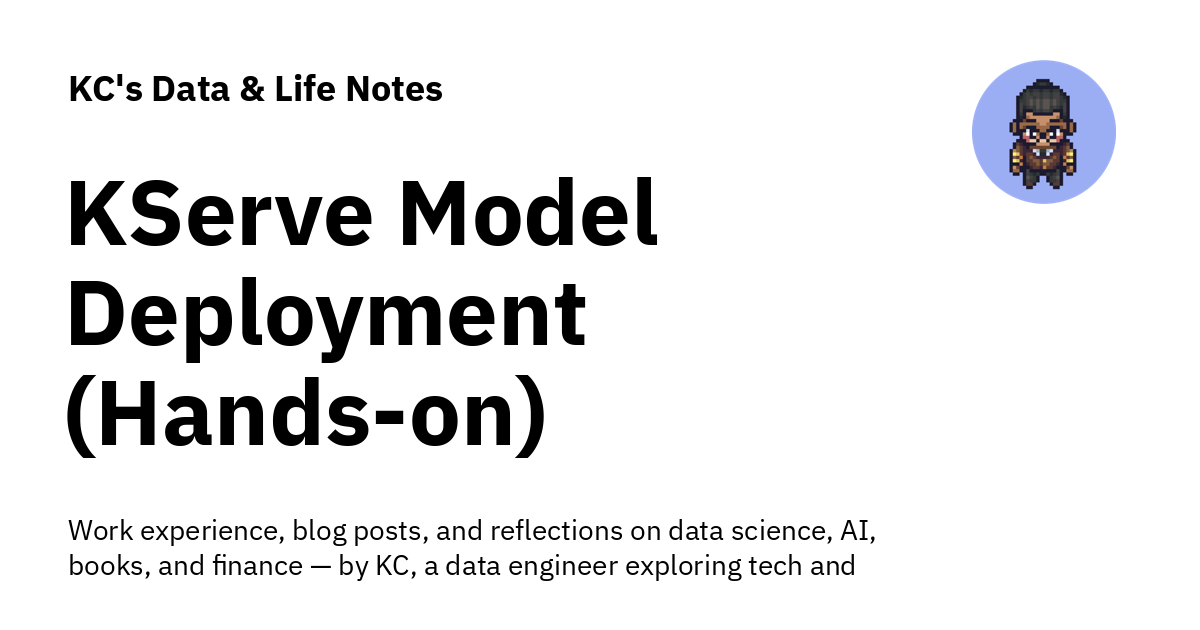 KC's Data & Life Notes
KServe Model
Deployment
(Hands-on)
Work experience, blog posts, and reflections on data science, AI,
books, and finance — by KC, a data engineer exploring tech and